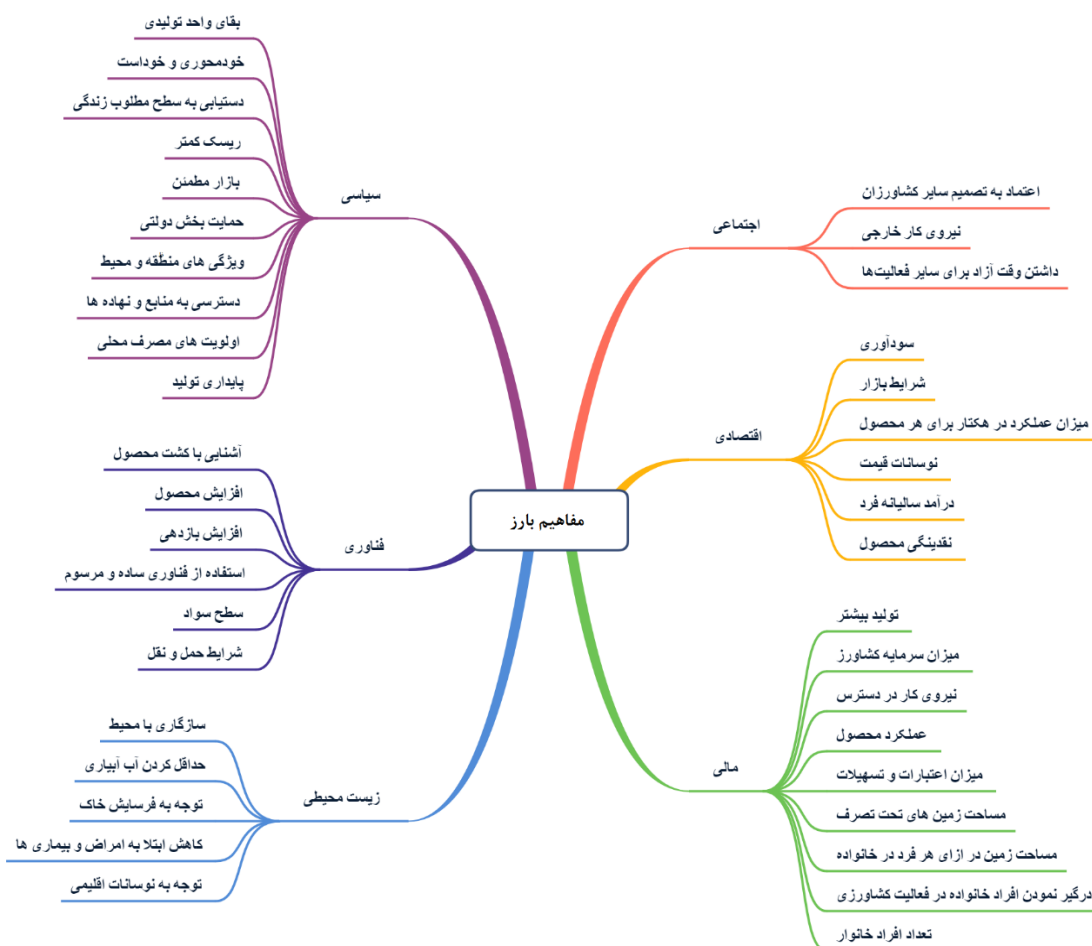 مفاهیم بارز
اجتماعی
اعتماد به تصمیم سایر کشاورزان
نیروی کار خارجی
داشتن وقت آزاد برای سایر فعالیت‌ها
اقتصادی
سودآوری
شرایط بازار
میزان عملکرد در هکتار برای هر محصول
نوسانات قیمت
درآمد سالیانه فرد
نقدینگی محصول
مالی
تولید بیشتر
میزان سرمایه کشاورز
نیروی کار در دسترس
عملکرد محصول
میزان اعتبارات و تسهیلات
مساحت زمین های تحت تصرف
مساحت زمین در ازای هر فرد در خانواده
درگیر نمودن افراد خانواده در فعالیت کشاورزی
تعداد افراد خانوار
سیاسی
بقای واحد تولیدی
خودمحوری و خوداست
دستیابی به سطح مطلوب زندگی
ریسک کمتر
بازار مطمئن
حمایت بخش دولتی
ویژگی های منطقه و محیط
دسترسی به منابع و نهاده ها
اولویت های مصرف محلی
پایداری تولید
فناوری
آشنایی با کشت محصول
افزایش محصول
افزایش بازدهی
استفاده از فناوری ساده و مرسوم
سطح سواد
شرایط حمل و نقل
زیست محیطی
سازگاری با محیط
حداقل کردن آب آبیاری
توجه به فرسایش خاک
کاهش ابتلا به امراض و بیماری ها
توجه به نوسانات اقلیمی